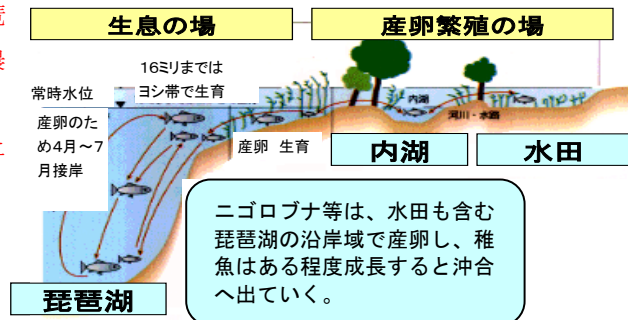 生息の場
産卵繁殖の場
16ミリまでは
ヨシ帯で生育
常時水位
産卵のた
め4月～7
月接岸
産卵 生育
内湖
河川・水路
内湖
水田
ニゴロブナ等は、水田も含む
琵琶湖の沿岸域で産卵し、稚
魚はある程度成長すると沖合
へ出ていく。
琵琶湖